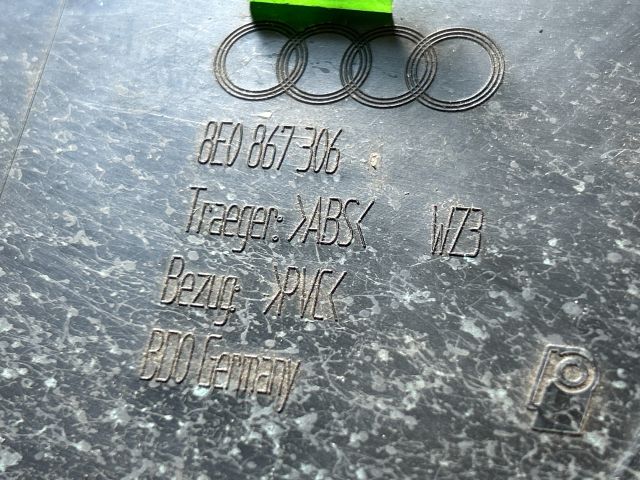 8E0 867 306
Traeger: >ABS< WZ3
Bezug: >PVC<
BDO Germany